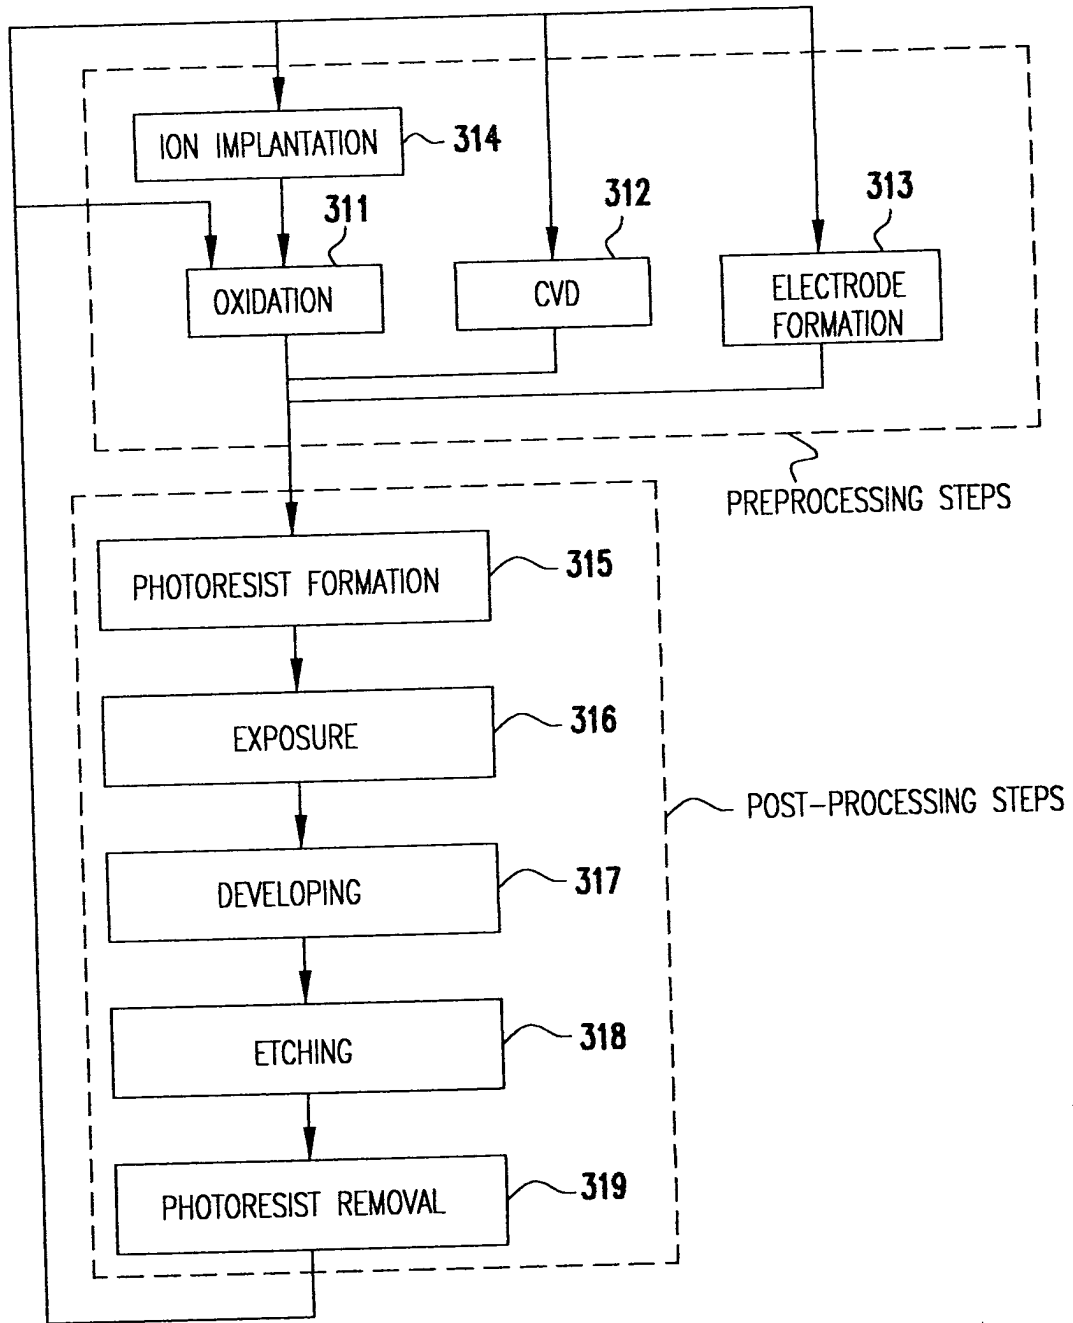 ION IMPLANTATION
314
311
312
313
OXIDATION
CVD
ELECTRODE
FORMATION
PREPROCESSING STEPS
PHOTORESIST FORMATION
315
EXPOSURE
316
POST-PROCESSING STEPS
DEVELOPING
317
ETCHING
318
PHOTORESIST REMOVAL
319